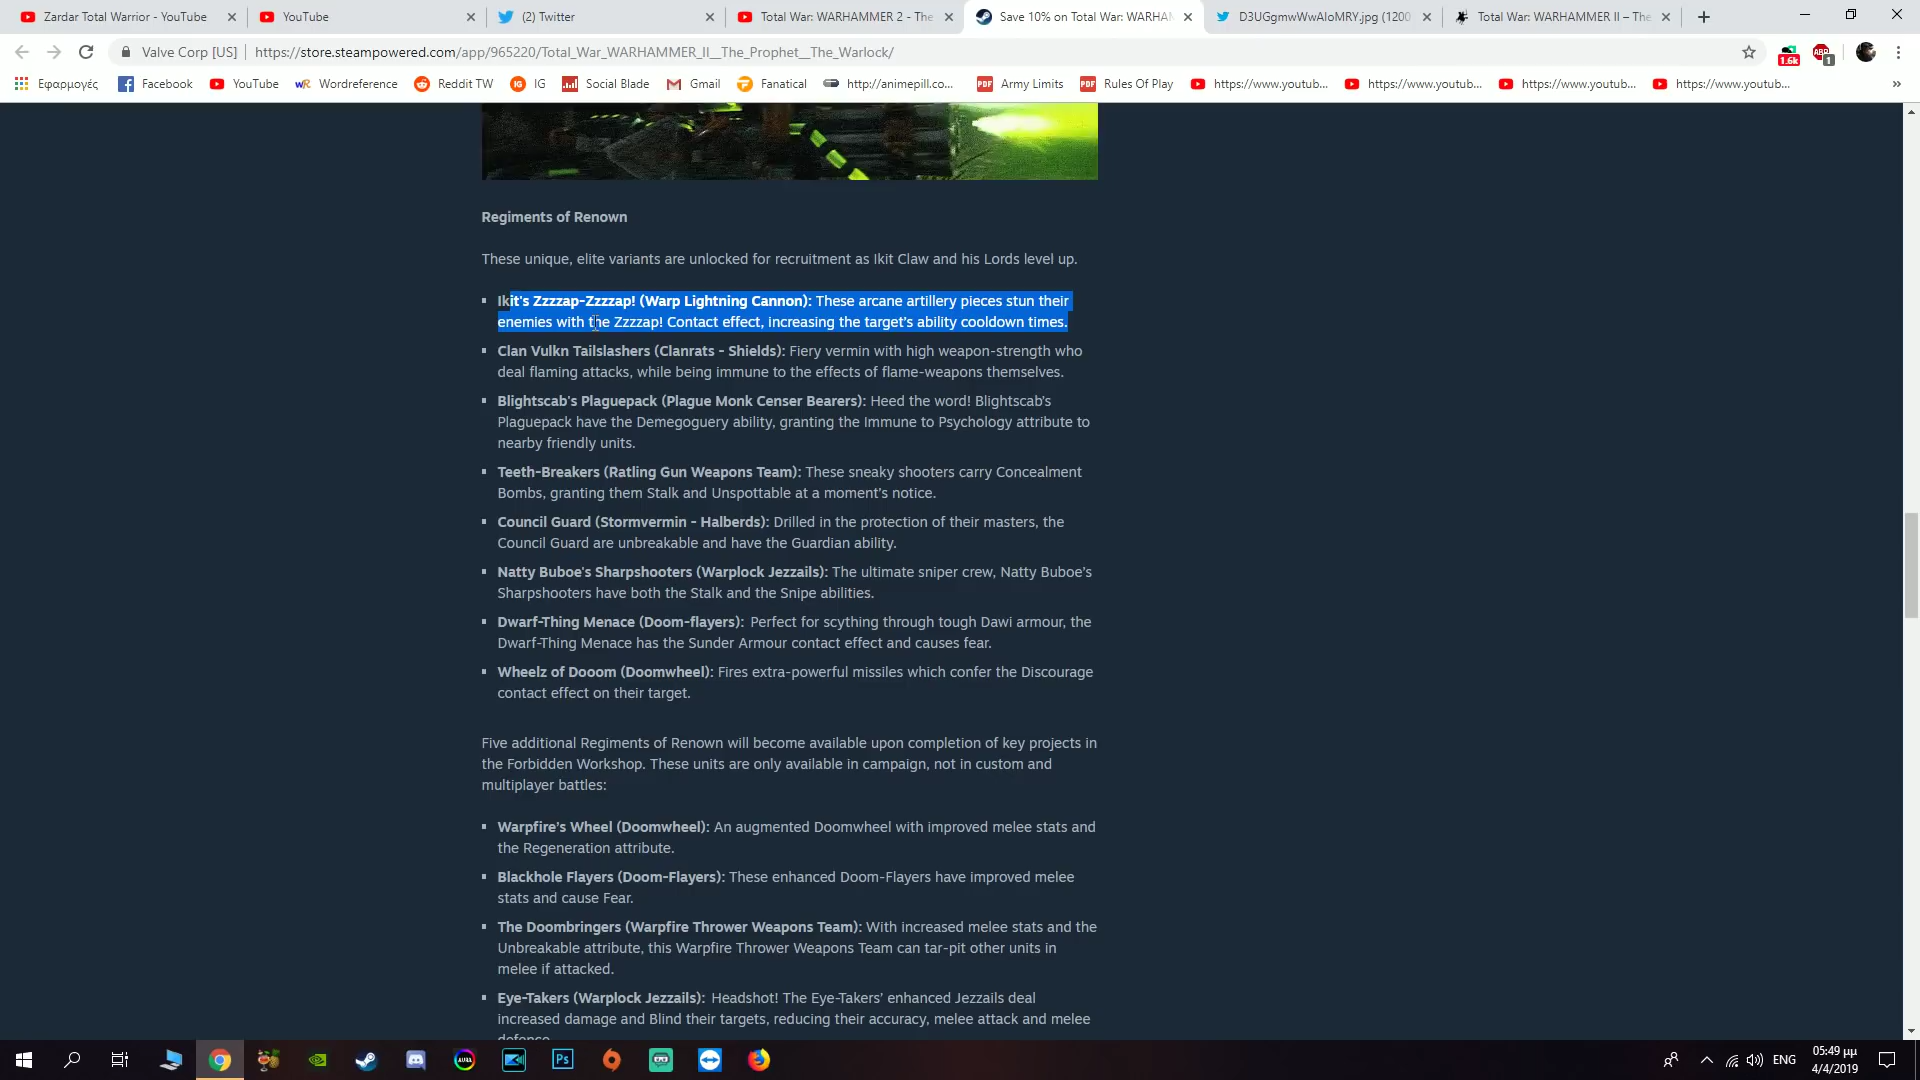 Zardar Total Warrior - YouTube
YouTube
(2) Twitter
Total War: WARHAMMER 2 - The
Save 10% on Total War: WARHAM
D3UGgmwWwAIoMRY.jpg (1200
Total War: WARHAMMER II – The
Valve Corp [US]
https://store.steampowered.com/app/965220/Total_War_WARHAMMER_II__The_Prophet__The_Warlock/
1.6k
ABP
1
Εφαρμογές
Facebook
YouTube
Wordreference
Reddit TW
IG
Social Blade
Gmail
Fanatical
http://animepill.co...
Army Limits
Rules Of Play
https://www.youtub...
https://www.youtub...
https://www.youtub...
https://www.youtub...
Regiments of Renown
These unique, elite variants are unlocked for recruitment as Ikit Claw and his Lords level up.
Ikit's Zzzzap-Zzzzap! (Warp Lightning Cannon): These arcane artillery pieces stun their
enemies with the Zzzzap! Contact effect, increasing the target's ability cooldown times.
Clan Vulkn Tailslashers (Clanrats - Shields): Fiery vermin with high weapon-strength who
deal flaming attacks, while being immune to the effects of flame-weapons themselves.
Blightscab's Plaguepack (Plague Monk Censer Bearers): Heed the word! Blightscab's
Plaguepack have the Demegoguery ability, granting the Immune to Psychology attribute to
nearby friendly units.
Teeth-Breakers (Ratling Gun Weapons Team): These sneaky shooters carry Concealment
Bombs, granting them Stalk and Unspottable at a moment's notice.
Council Guard (Stormvermin - Halberds): Drilled in the protection of their masters, the
Council Guard are unbreakable and have the Guardian ability.
Natty Buboe's Sharpshooters (Warplock Jezzails): The ultimate sniper crew, Natty Buboe's
Sharpshooters have both the Stalk and the Snipe abilities.
Dwarf-Thing Menace (Doom-flayers): Perfect for scything through tough Dawi armour, the
Dwarf-Thing Menace has the Sunder Armour contact effect and causes fear.
Wheelz of Dooom (Doomwheel): Fires extra-powerful missiles which confer the Discourage
contact effect on their target.
Five additional Regiments of Renown will become available upon completion of key projects in
the Forbidden Workshop. These units are only available in campaign, not in custom and
multiplayer battles:
Warpfire's Wheel (Doomwheel): An augmented Doomwheel with improved melee stats and
the Regeneration attribute.
Blackhole Flayers (Doom-Flayers): These enhanced Doom-Flayers have improved melee
stats and cause Fear.
The Doombringers (Warpfire Thrower Weapons Team): With increased melee stats and the
Unbreakable attribute, this Warpfire Thrower Weapons Team can tar-pit other units in
melee if attacked.
Eye-Takers (Warplock Jezzails): Headshot! The Eye-Takers' enhanced Jezzails deal
increased damage and Blind their targets, reducing their accuracy, melee attack and melee
defence.
Ps
ENG
05:49 μμ
4/4/2019